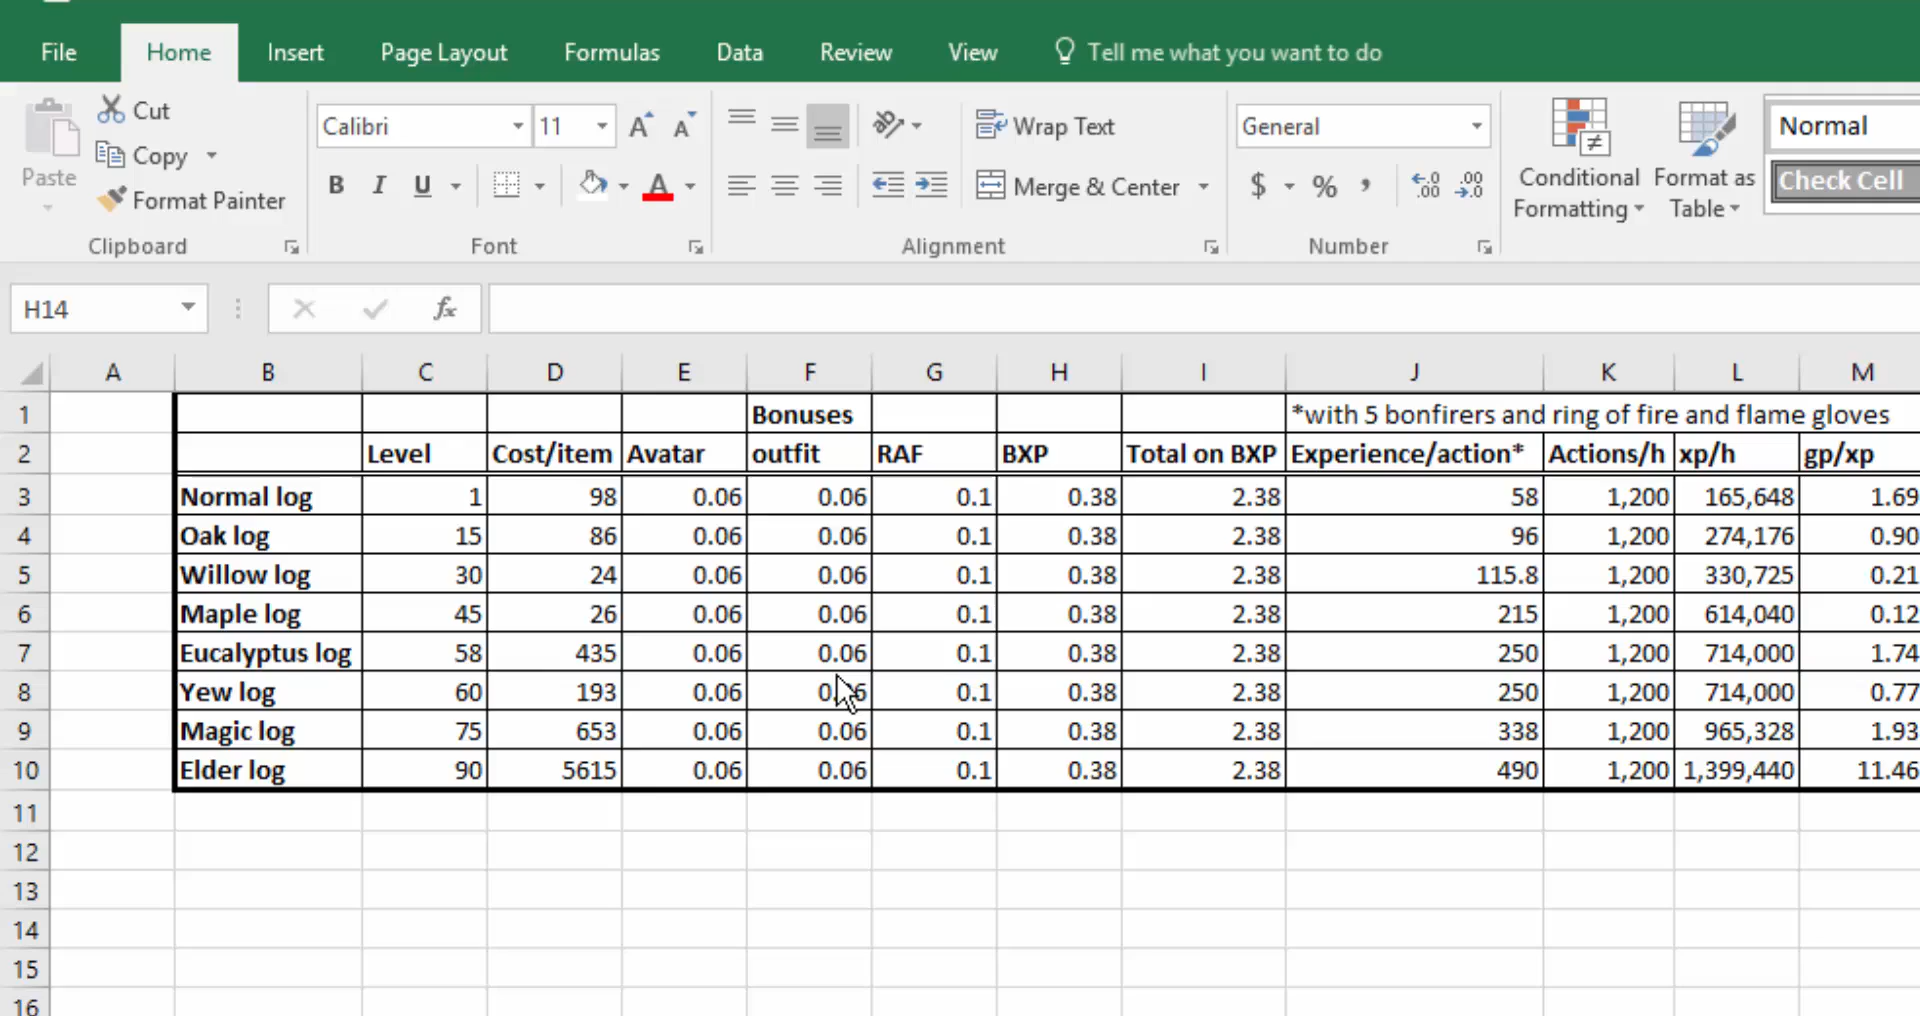 File Home Insert Page Layout Formulas Data Review View Tell me what you want to do
Cut
Copy
Paste
Format Painter
Clipboard
Calibri 11 A A
B I U A
Font
Wrap Text
Merge & Center
Alignment
General
$ % , .0 .00 .00 .0
Number
Conditional Formatting
Format as Table
Normal
Check Cell
H14 fx
A B C D E F G H I J K L M
1 Bonuses *with 5 bonfirers and ring of fire and flame gloves
2 Level Cost/item Avatar outfit RAF BXP Total on BXP Experience/action* Actions/h xp/h gp/xp
3 Normal log 1 98 0.06 0.06 0.1 0.38 2.38 58 1,200 165,648 1.69
4 Oak log 15 86 0.06 0.06 0.1 0.38 2.38 96 1,200 274,176 0.90
5 Willow log 30 24 0.06 0.06 0.1 0.38 2.38 115.8 1,200 330,725 0.21
6 Maple log 45 26 0.06 0.06 0.1 0.38 2.38 215 1,200 614,040 0.12
7 Eucalyptus log 58 435 0.06 0.06 0.1 0.38 2.38 250 1,200 714,000 1.74
8 Yew log 60 193 0.06 0.06 0.1 0.38 2.38 250 1,200 714,000 0.77
9 Magic log 75 653 0.06 0.06 0.1 0.38 2.38 338 1,200 965,328 1.93
10 Elder log 90 5615 0.06 0.06 0.1 0.38 2.38 490 1,200 1,399,440 11.46
11
12
13
14
15
16